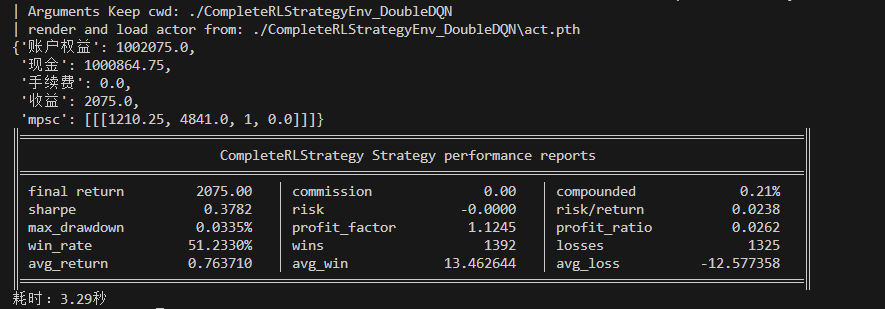 | Arguments Keep cwd: ./CompleteRLStrategyEnv_DoubleDQN
| render and load actor from: ./CompleteRLStrategyEnv_DoubleDQN\act.pth
{'账户权益': 1002075.0,
 '现金': 1000864.75,
 '手续费': 0.0,
 '收益': 2075.0,
 'mpsc': [[[1210.25, 4841.0, 1, 0.0]]]}
CompleteRLStrategy Strategy performance reports
final return 2075.00 | commission 0.00 | compounded 0.21%
sharpe 0.3782 | risk -0.0000 | risk/return 0.0238
max_drawdown 0.0335% | profit_factor 1.1245 | profit_ratio 0.0262
win_rate 51.2330% | wins 1392 | losses 1325
avg_return 0.763710 | avg_win 13.462644 | avg_loss -12.577358
耗时：3.29秒